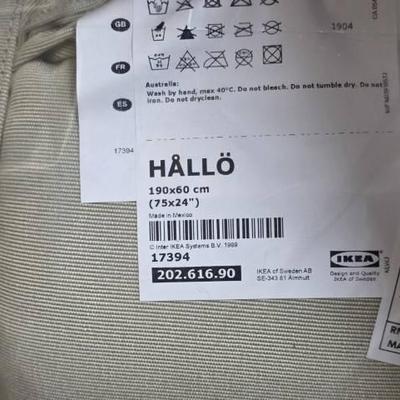 GB
1904
FR
Australia:
Wash by hand, max 40°C. Do not bleach. Do not tumble dry. Do not
iron. Do not dryclean.
ES
17394
HÅLLÖ
190x60 cm
(75x24")
Made in Mexico
© Inter IKEA Systems B.V. 1999
17394
202.616.90
IKEA of Sweden AB
SE-343 81 Älmhult
IKEA
Design and Quality
IKEA of Sweden
RN
MA